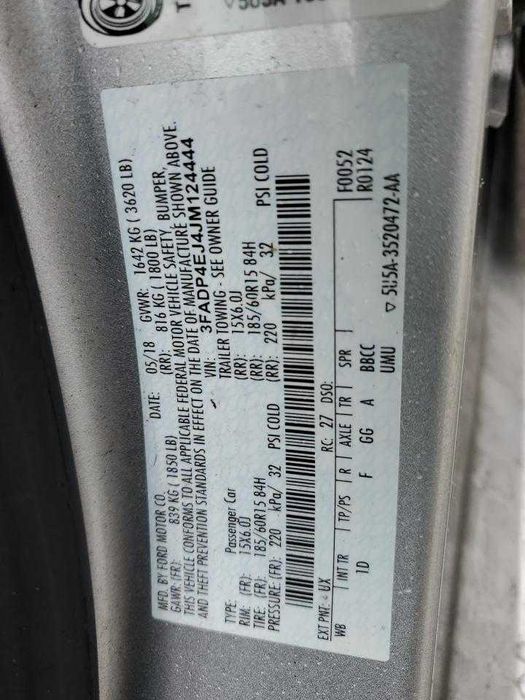 MFD. BY FORD MOTOR CO.
DATE: 05/18 GVWR: 1642 KG ( 3620 LB)
GAWR: (FR): 839 KG ( 1850 LB) (RR): 816 KG ( 1800 LB)
THIS VEHICLE CONFORMS TO ALL APPLICABLE FEDERAL MOTOR VEHICLE SAFETY, BUMPER,
AND THEFT PREVENTION STANDARDS IN EFFECT ON THE DATE OF MANUFACTURE SHOWN ABOVE.
VIN: 3FADP4EJ4JM124444
TYPE: Passenger Car TRAILER TOWING - SEE OWNER GUIDE
RIM: (FR): 15X6.0J (RR): 15X6.0J
TIRE: (FR): 185/60R15 84H (RR): 185/60R15 84H
PRESSURE: (FR): 220 kPa/ 32 PSI COLD (RR): 220 kPa/ 32 PSI COLD
EXT PNT: UX RC: 27 DSO: F0052
WB INT TR TP/PS R AXLE TR SPR R0124
1D F GG A BBCC
UMU ▽5U5A-3520472-AA